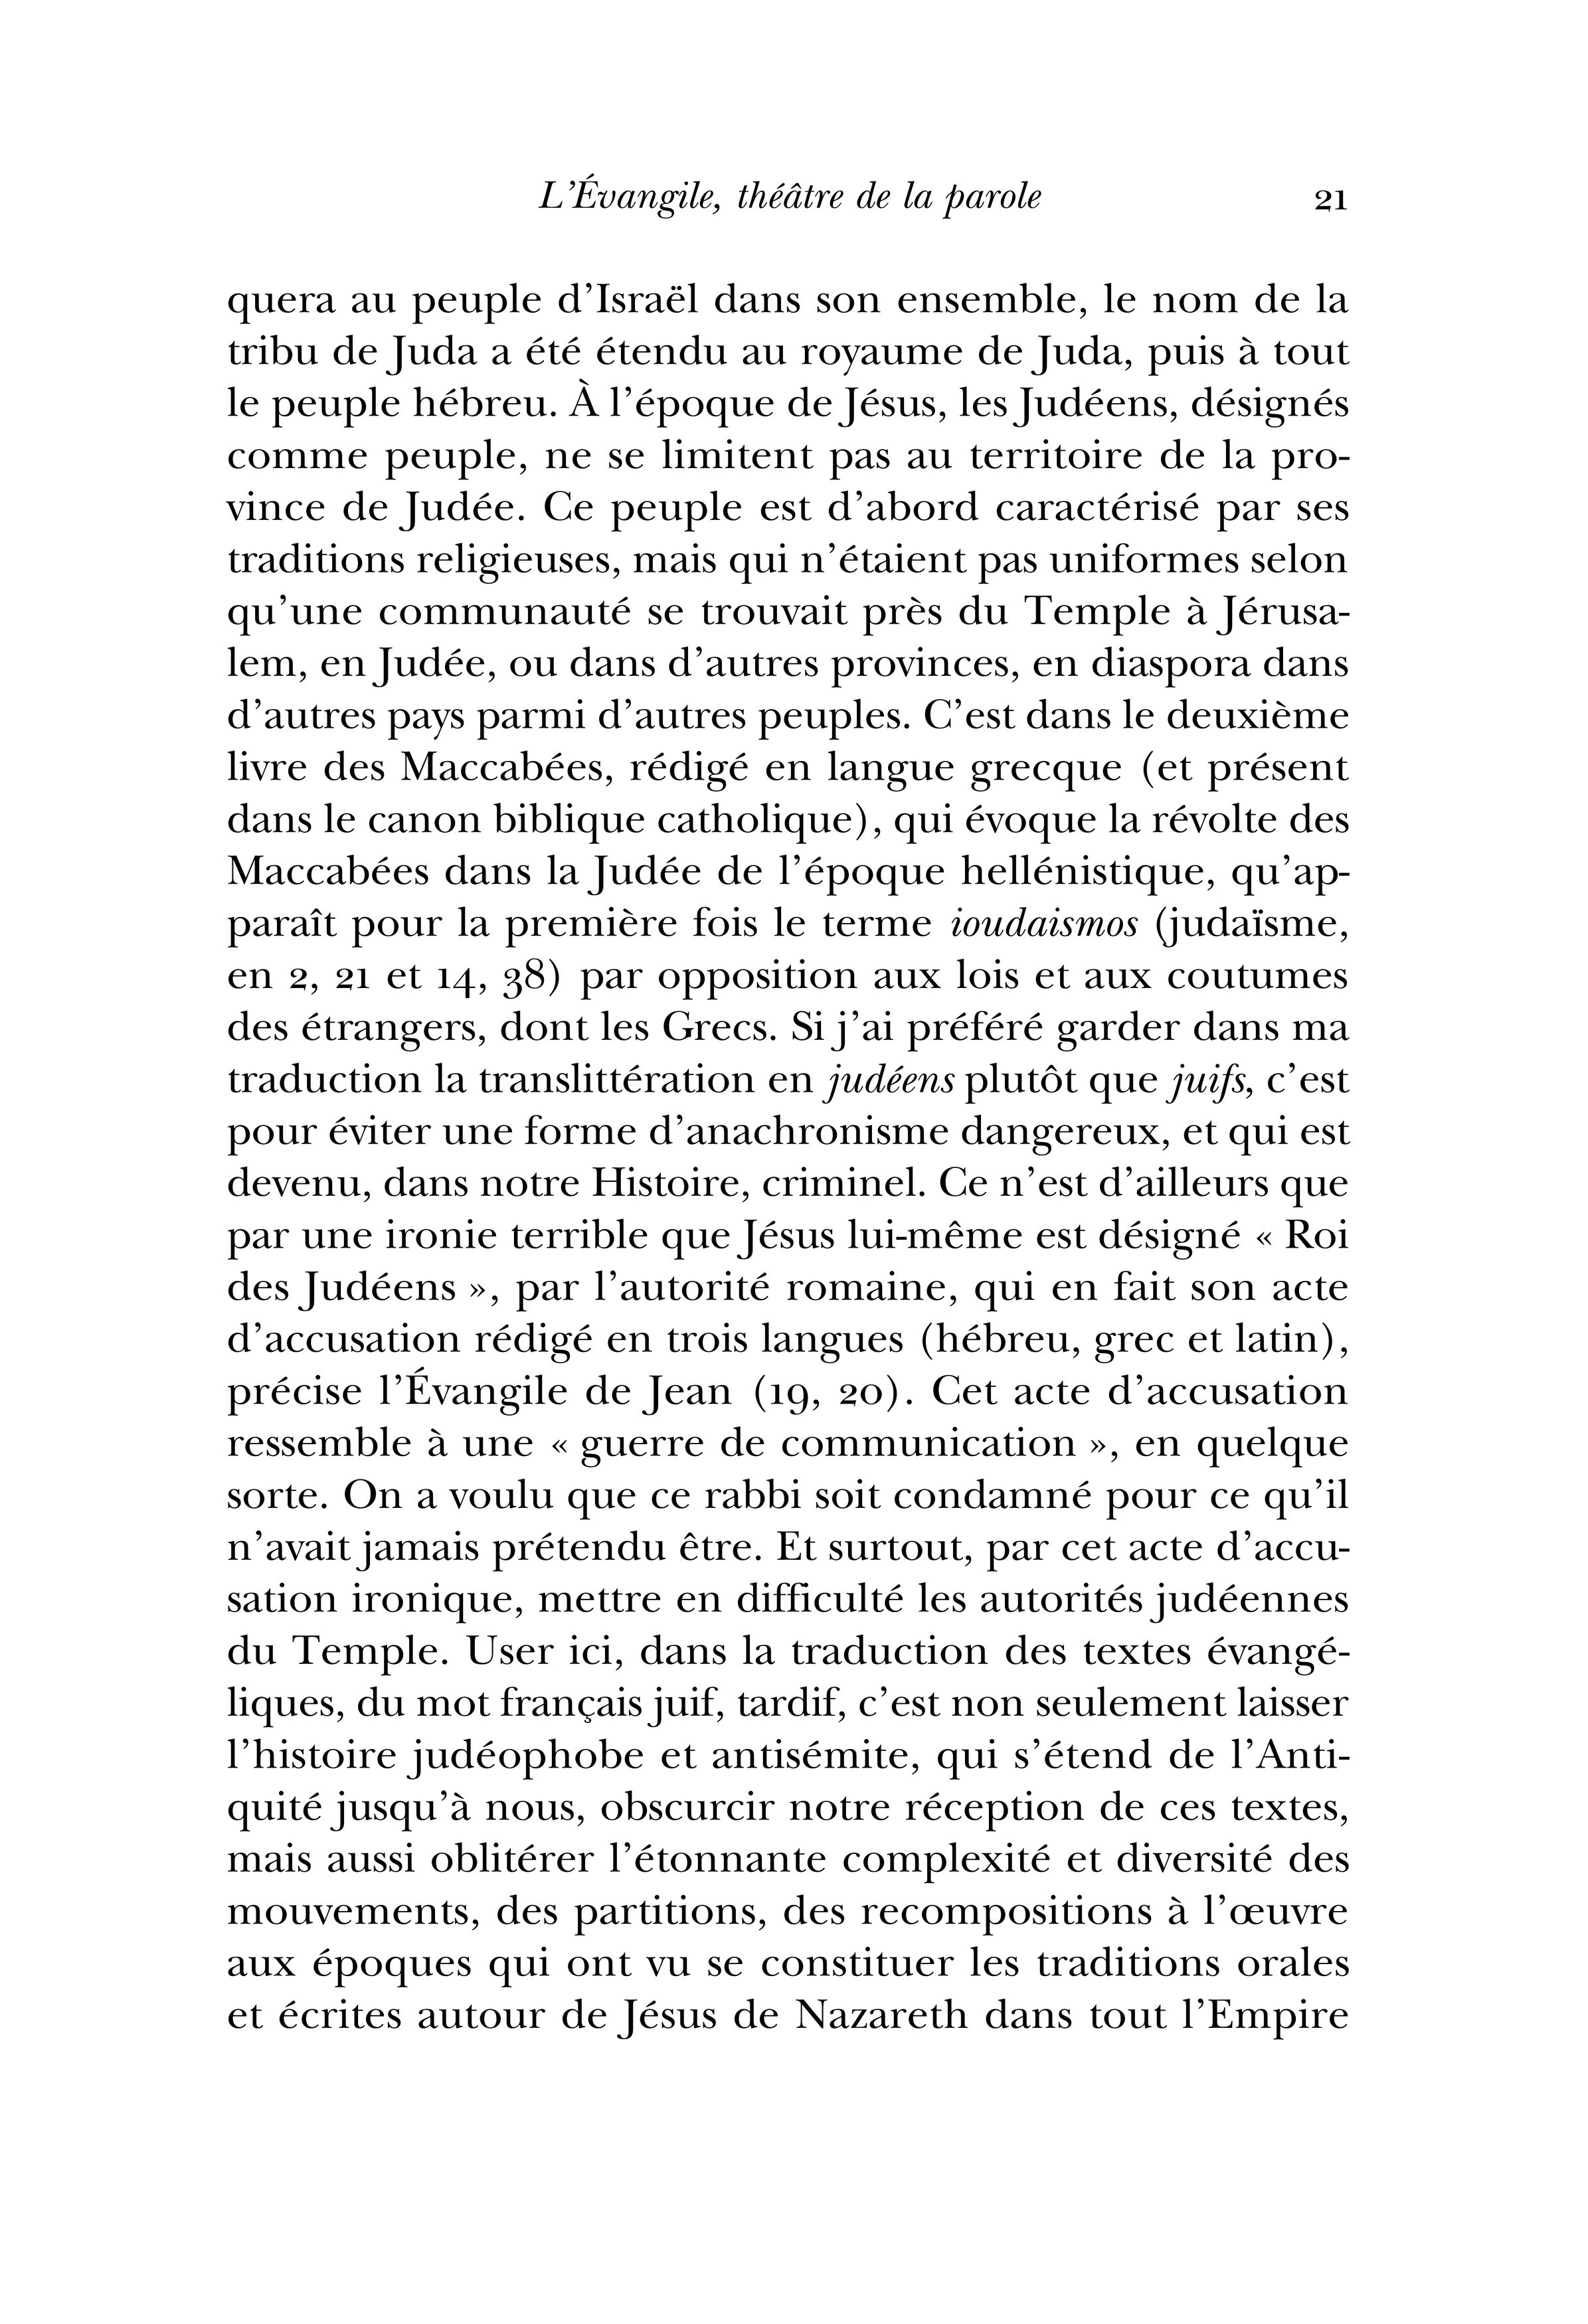 L’Évangile, théâtre de la parole 21
quera au peuple d’Israël dans son ensemble, le nom de la
tribu de Juda a été étendu au royaume de Juda, puis à tout
le peuple hébreu. À l’époque de Jésus, les Judéens, désignés
comme peuple, ne se limitent pas au territoire de la pro-
vince de Judée. Ce peuple est d’abord caractérisé par ses
traditions religieuses, mais qui n’étaient pas uniformes selon
qu’une communauté se trouvait près du Temple à Jérusa-
lem, en Judée, ou dans d’autres provinces, en diaspora dans
d’autres pays parmi d’autres peuples. C’est dans le deuxième
livre des Maccabées, rédigé en langue grecque (et présent
dans le canon biblique catholique), qui évoque la révolte des
Maccabées dans la Judée de l’époque hellénistique, qu’ap-
paraît pour la première fois le terme ioudaismos (judaïsme,
en 2, 21 et 14, 38) par opposition aux lois et aux coutumes
des étrangers, dont les Grecs. Si j’ai préféré garder dans ma
traduction la translittération en judéens plutôt que juifs, c’est
pour éviter une forme d’anachronisme dangereux, et qui est
devenu, dans notre Histoire, criminel. Ce n’est d’ailleurs que
par une ironie terrible que Jésus lui-même est désigné « Roi
des Judéens », par l’autorité romaine, qui en fait son acte
d’accusation rédigé en trois langues (hébreu, grec et latin),
précise l’Évangile de Jean (19, 20). Cet acte d’accusation
ressemble à une « guerre de communication », en quelque
sorte. On a voulu que ce rabbi soit condamné pour ce qu’il
n’avait jamais prétendu être. Et surtout, par cet acte d’accu-
sation ironique, mettre en difficulté les autorités judéennes
du Temple. User ici, dans la traduction des textes évangé-
liques, du mot français juif, tardif, c’est non seulement laisser
l’histoire judéophobe et antisémite, qui s’étend de l’Anti-
quité jusqu’à nous, obscurcir notre réception de ces textes,
mais aussi oblitérer l’étonnante complexité et diversité des
mouvements, des partitions, des recompositions à l’œuvre
aux époques qui ont vu se constituer les traditions orales
et écrites autour de Jésus de Nazareth dans tout l’Empire